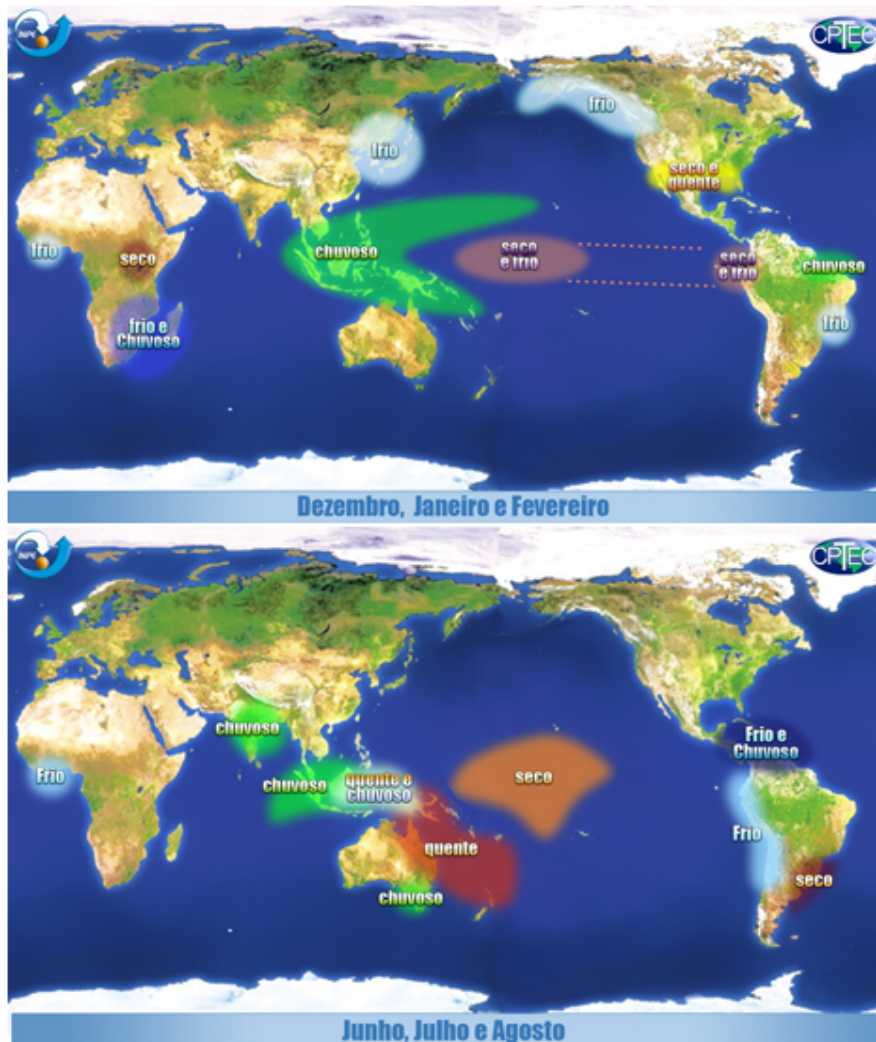 CPTEC
frio
frio
seco e
quente
frio
seco
chuvoso
seco
e frio
seco
e frio
chuvoso
frio e
Chuvoso
frio
Dezembro, Janeiro e Fevereiro
CPTEC
chuvoso
Frio e
Chuvoso
Frio
chuvoso
quente e
chuvoso
seco
quente
Frio
chuvoso
seco
Junho, Julho e Agosto